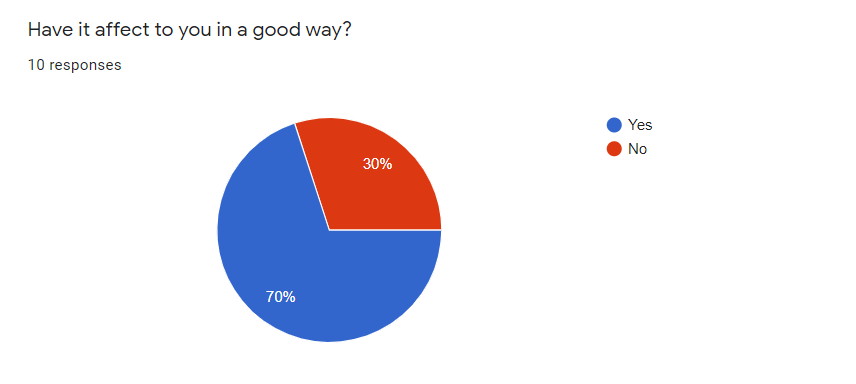 Have it affect to you in a good way?
10 responses
Yes
No
30%
70%